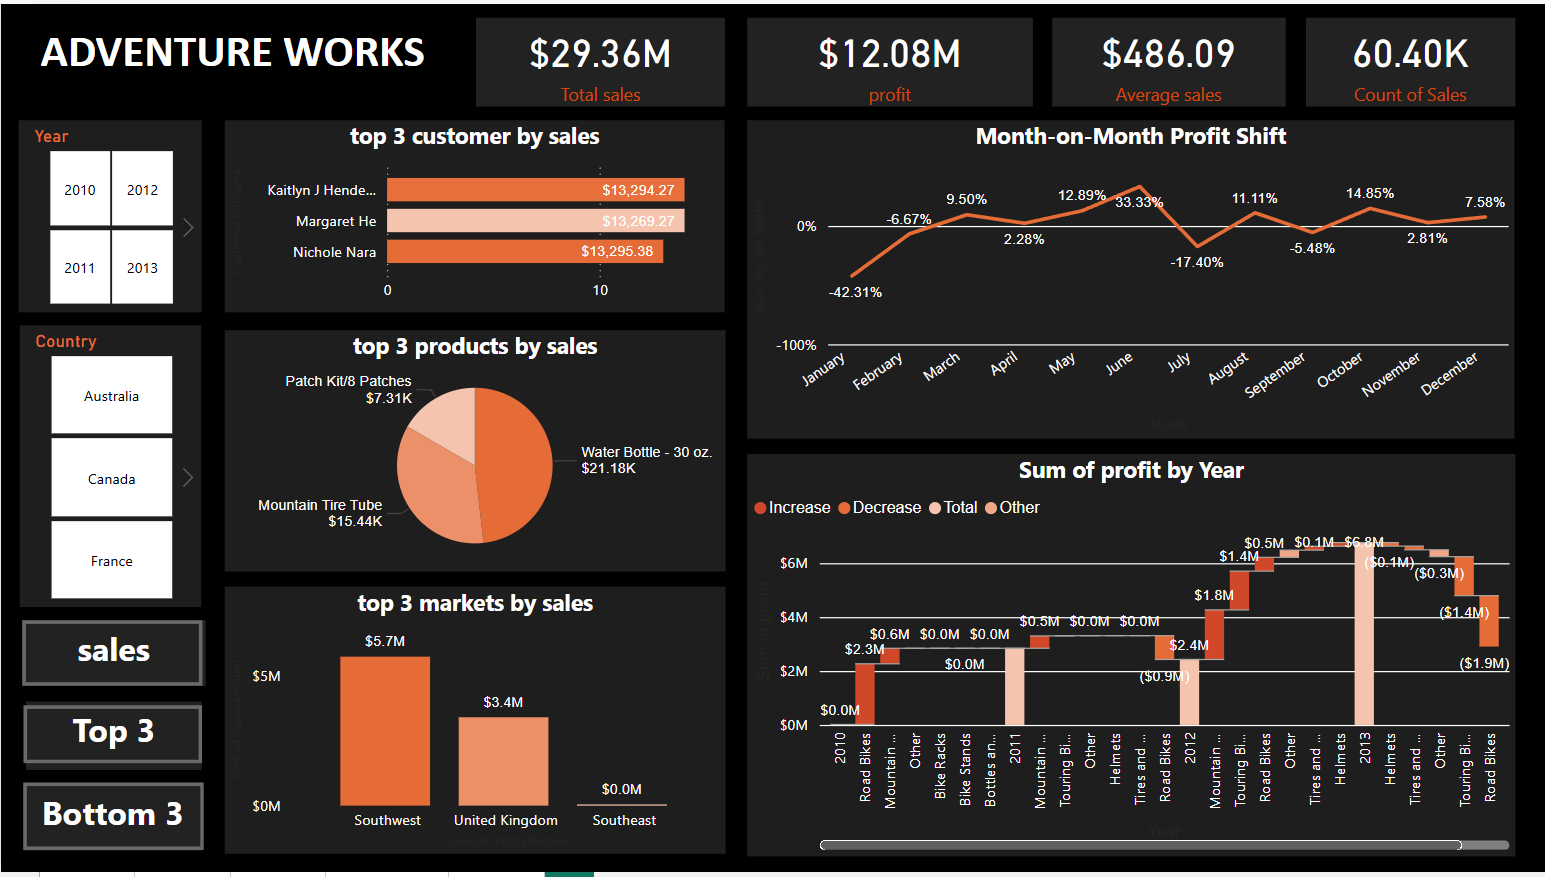 ADVENTURE WORKS
$29.36M
Total sales
$12.08M
profit
$486.09
Average sales
60.40K
Count of Sales
Year
2010
2012
2011
2013
Country
Australia
Canada
France
sales
Top 3
Bottom 3
top 3 customer by sales
Kaitlyn J Hende...
$13,294.27
Margaret He
$13,269.27
Nichole Nara
$13,295.38
0
10
top 3 products by sales
Patch Kit/8 Patches
$7.31K
Water Bottle - 30 oz.
$21.18K
Mountain Tire Tube
$15.44K
top 3 markets by sales
$5.7M
$5M
$3.4M
$0.0M
$0M
Southwest
United Kingdom
Southeast
Month-on-Month Profit Shift
0%
-100%
-42.31%
-6.67%
9.50%
2.28%
12.89%
33.33%
-17.40%
11.11%
-5.48%
14.85%
2.81%
7.58%
January
February
March
April
May
June
July
August
September
October
November
December
Month
Sum of profit by Year
Increase
Decrease
Total
Other
$6M
$4M
$2M
$0M
Sum of profit
$0.0M
$2.3M
$0.6M
$0.0M
$0.0M
$0.0M
$0.5M
$0.0M
$0.0M
($0.9M)
$2.4M
$1.8M
$1.4M
$0.5M
$0.1M
$6.8M
($0.1M)
($0.3M)
($1.4M)
($1.9M)
2010
Road Bikes
Mountain ...
Other
Bike Racks
Bike Stands
Bottles an...
2011
Mountain ...
Touring Bi...
Other
Helmets
Tires and ...
Road Bikes
2012
Mountain ...
Touring Bi...
Road Bikes
Other
Tires and ...
Helmets
2013
Helmets
Tires and ...
Other
Touring Bi...
Road Bikes
Year